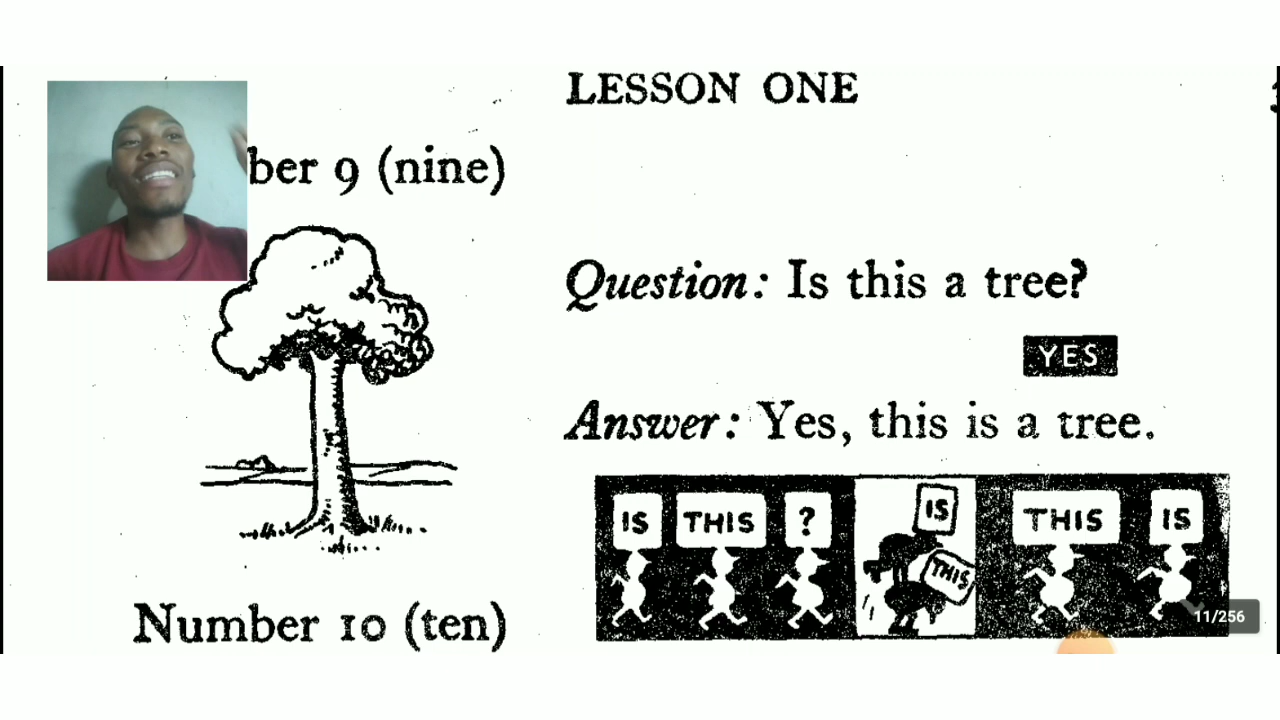 LESSON ONE
ber 9 (nine)
Question: Is this a tree?
YES
Answer: Yes, this is a tree.
IS THIS ? IS THIS THIS IS
11/256
Number 10 (ten)